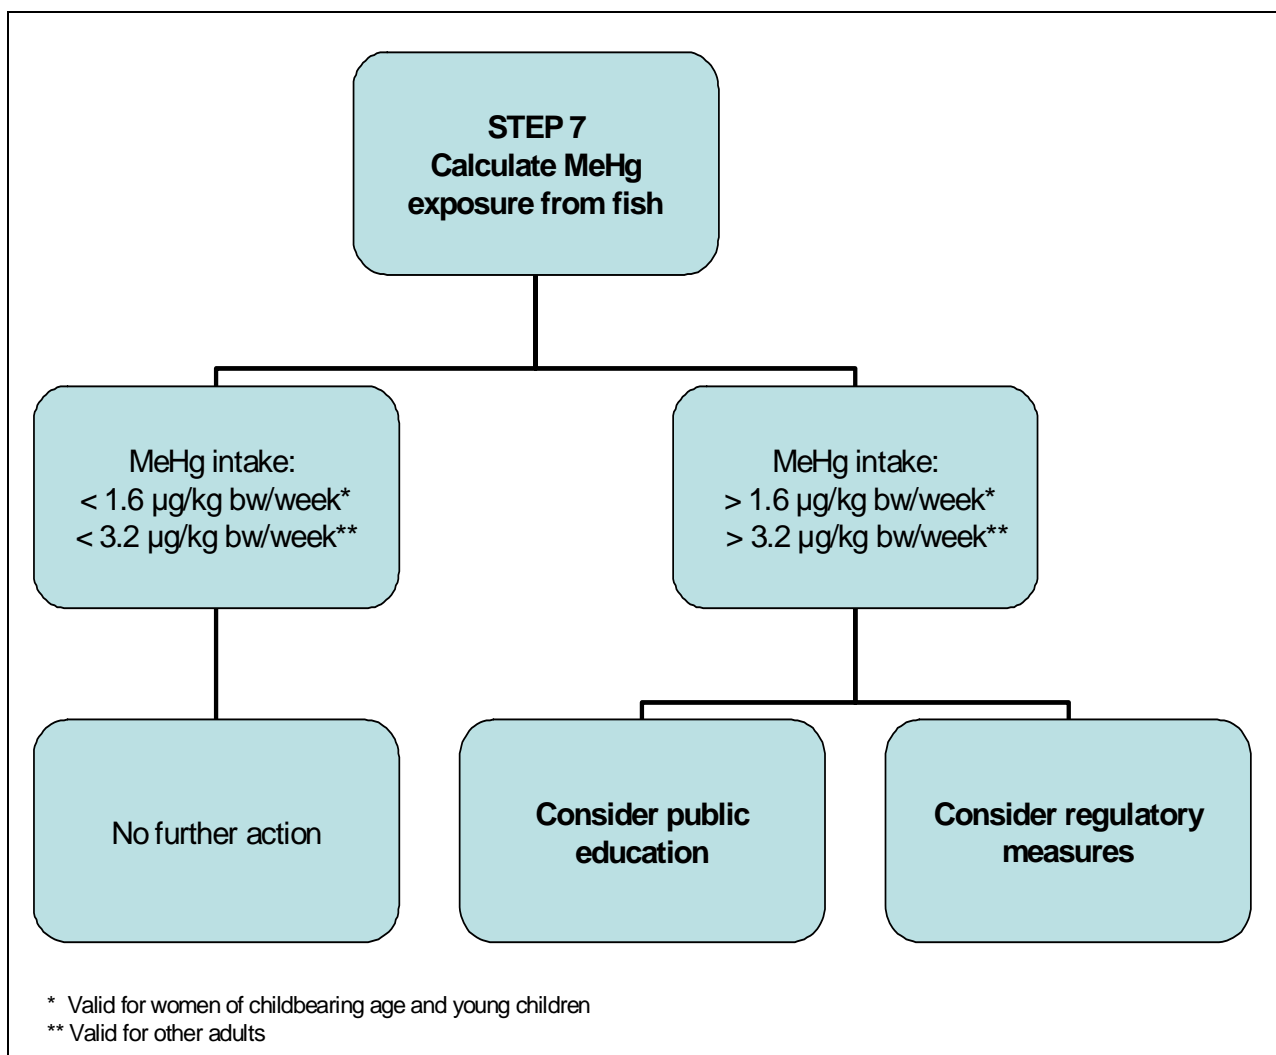 STEP 7
Calculate MeHg
exposure from fish
MeHg intake:
< 1.6 µg/kg bw/week*
< 3.2 µg/kg bw/week**
MeHg intake:
> 1.6 µg/kg bw/week*
> 3.2 µg/kg bw/week**
No further action
Consider public
education
Consider regulatory
measures
* Valid for women of childbearing age and young children
** Valid for other adults